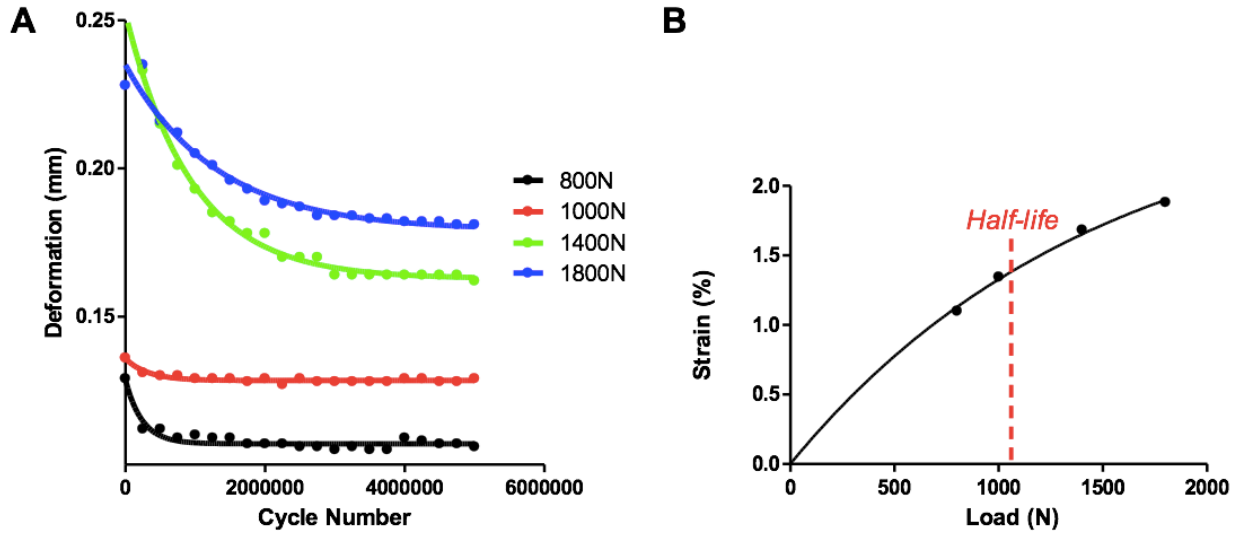 A
0.25
0.20
0.15
Deformation (mm)
0
2000000
4000000
6000000
Cycle Number
800N
1000N
1400N
1800N
B
2.0
1.5
1.0
0.5
0.0
Strain (%)
Half-life
0
500
1000
1500
2000
Load (N)